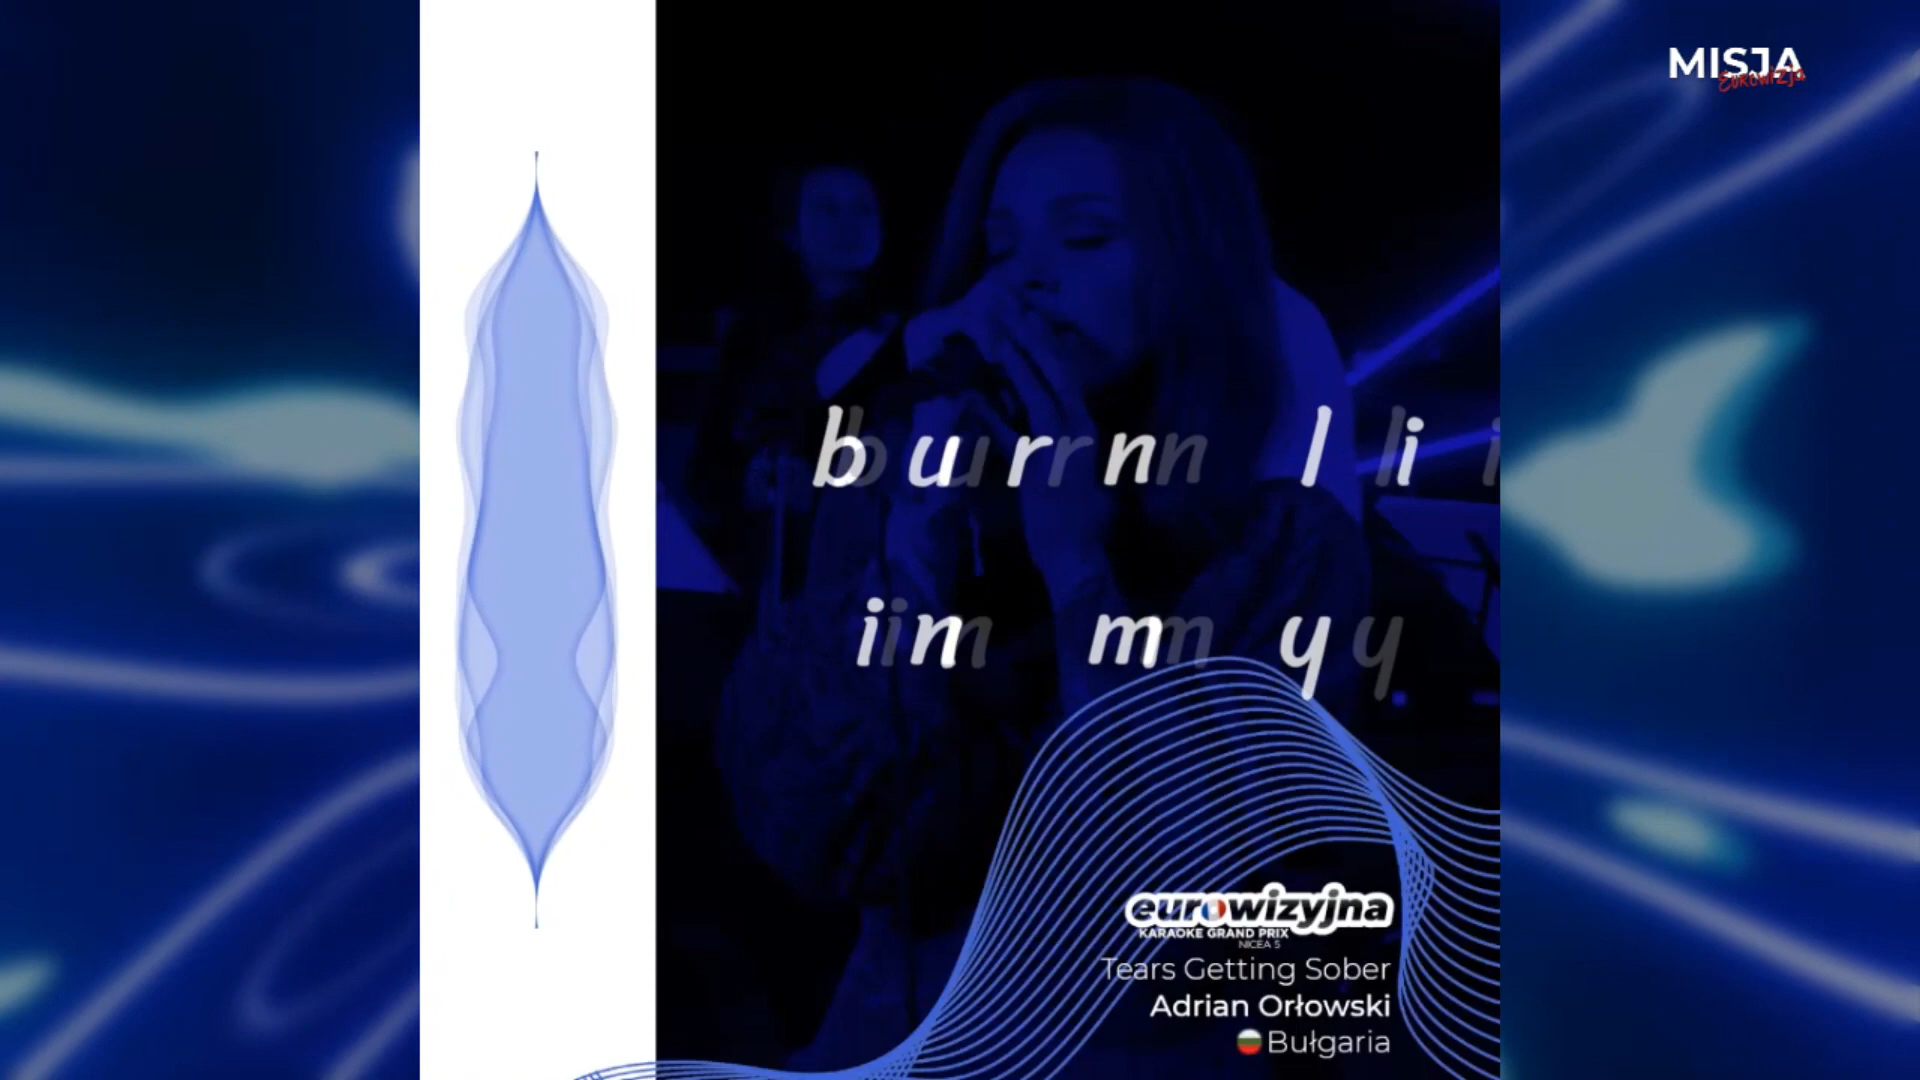 MISJA
Eurowizja
burn li
in my
eurowizyjna
KARAOKE GRAND PRIX
NICEA 5
Tears Getting Sober
Adrian Orłowski
Bułgaria